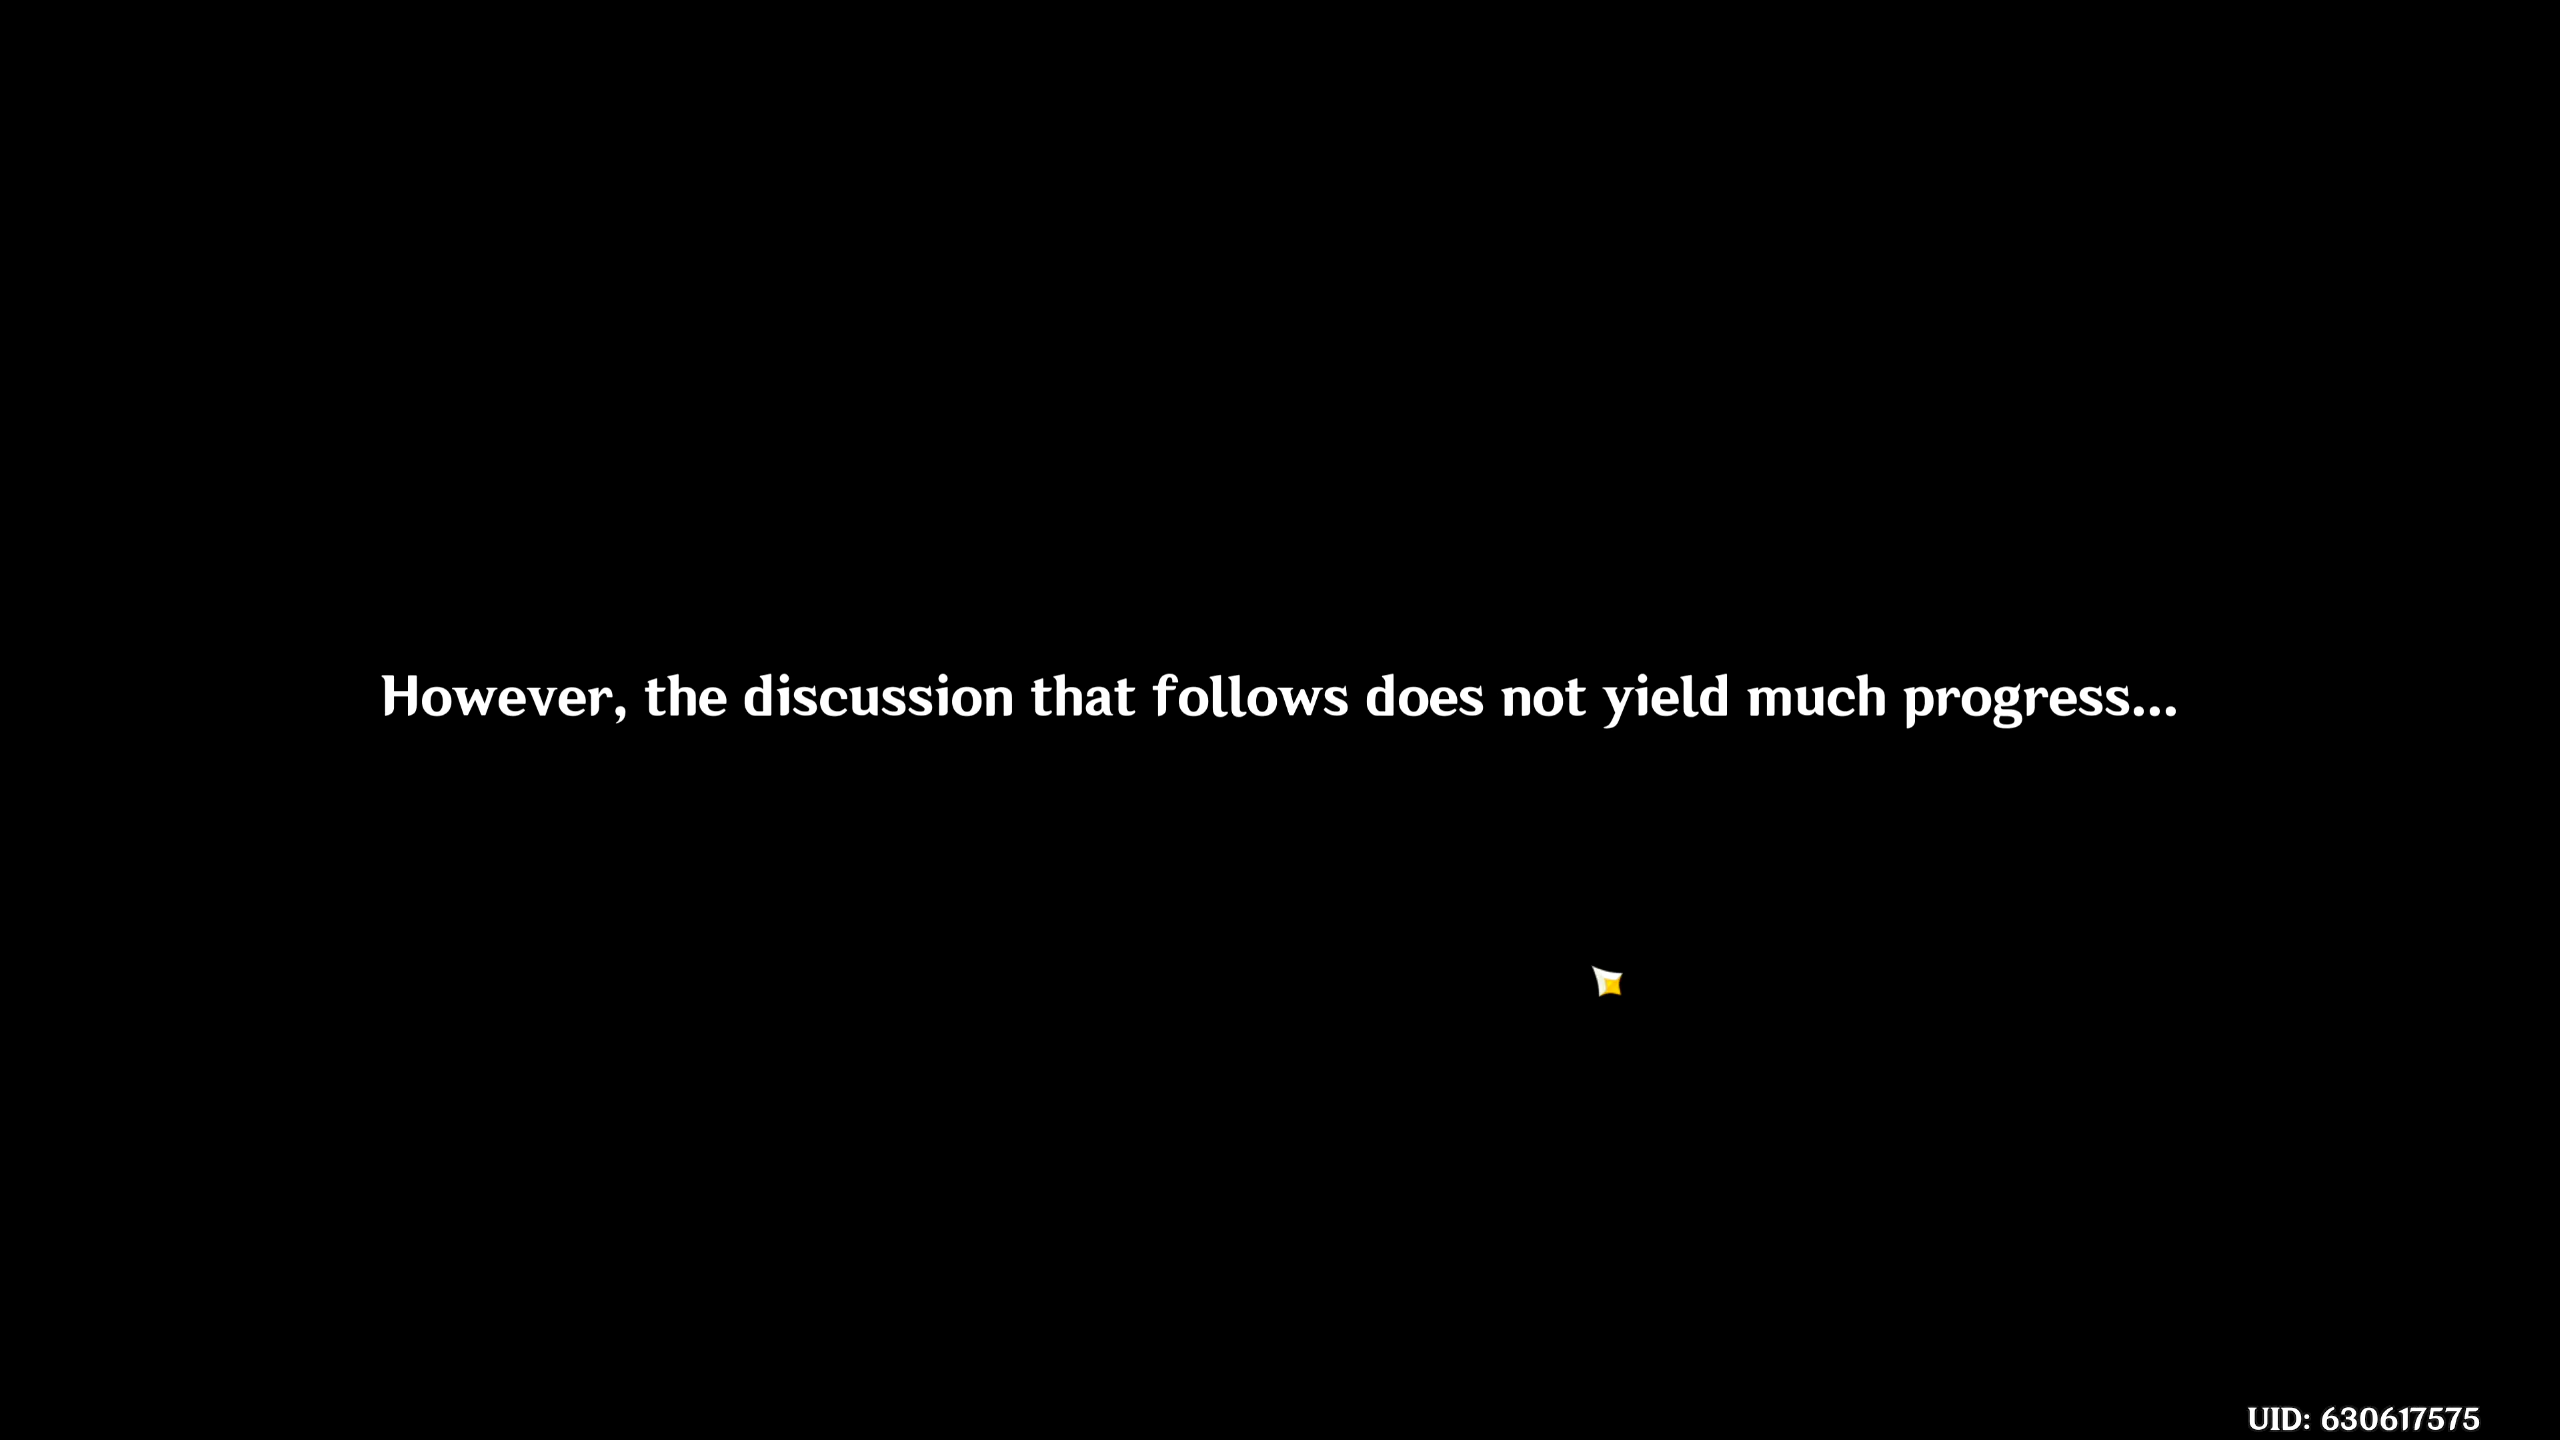 However, the discussion that follows does not yield much progress...
UID: 630617575